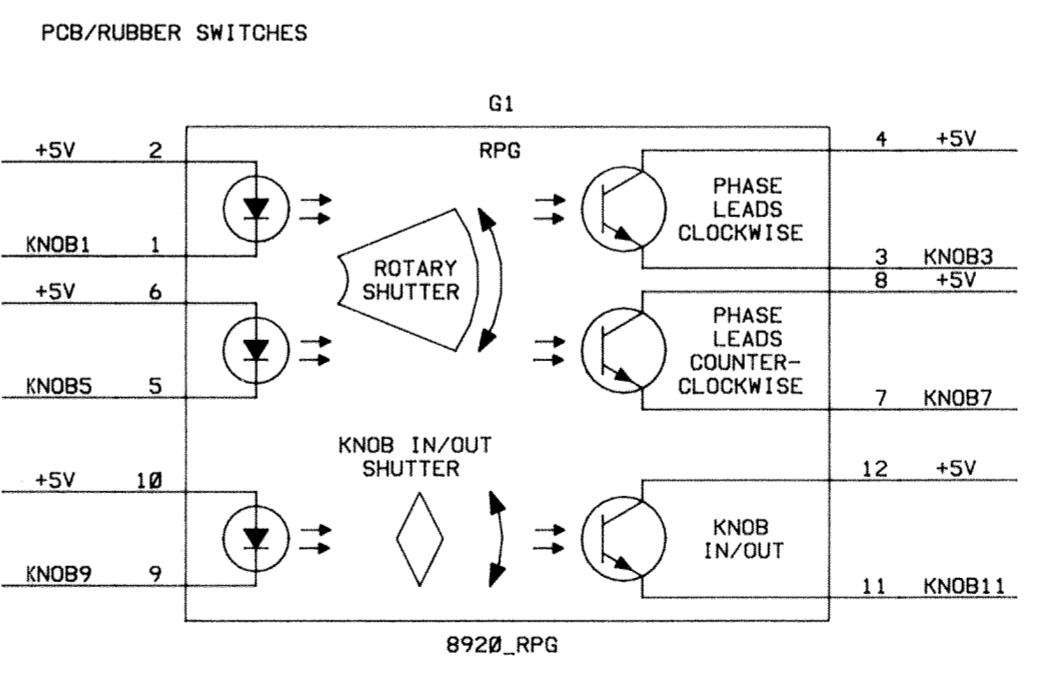 PCB/RUBBER SWITCHES
G1
RPG
+5V 2
KNOB1 1
+5V 6
KNOB5 5
+5V 10
KNOB9 9
ROTARY
SHUTTER
KNOB IN/OUT
SHUTTER
PHASE
LEADS
CLOCKWISE
PHASE
LEADS
COUNTER-
CLOCKWISE
KNOB
IN/OUT
4 +5V
3 KNOB3
8 +5V
7 KNOB7
12 +5V
11 KNOB11
8920_RPG